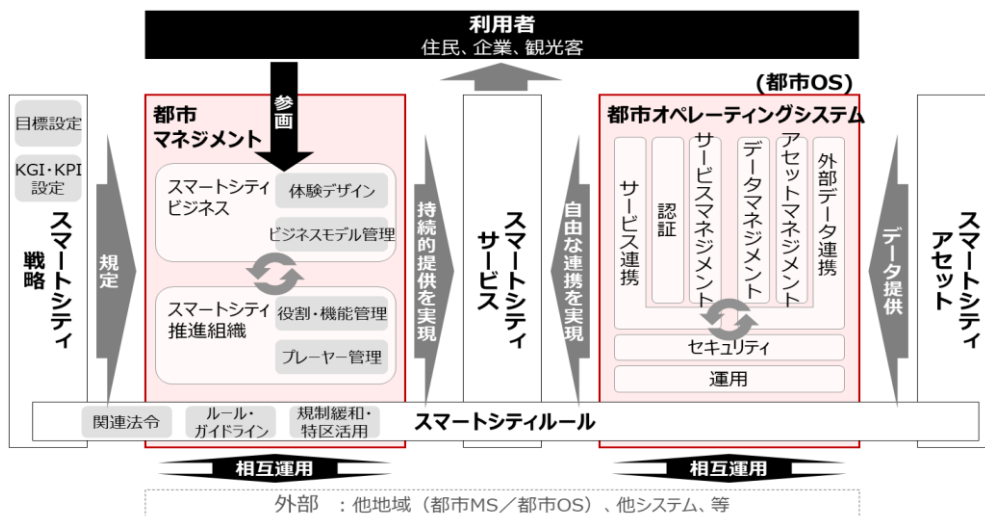 利用者
住民、企業、観光客
参画
(都市OS)
目標設定
KGI・KPI
設定
スマートシティ
戦略
規定
都市
マネジメント
スマートシティ
ビジネス
体験デザイン
ビジネスモデル管理
スマートシティ
推進組織
役割・機能管理
プレーヤー管理
持続的提供を実現
スマートシティ
サービス
自由な連携を実現
都市オペレーティングシステム
サービス連携
認証
サービスマネジメント
データマネジメント
アセットマネジメント
外部データ連携
セキュリティ
運用
データ提供
スマートシティ
アセット
関連法令
ルール・
ガイドライン
規制緩和・
特区活用
スマートシティルール
相互運用
相互運用
外部 ：他地域（都市MS／都市OS）、他システム、等